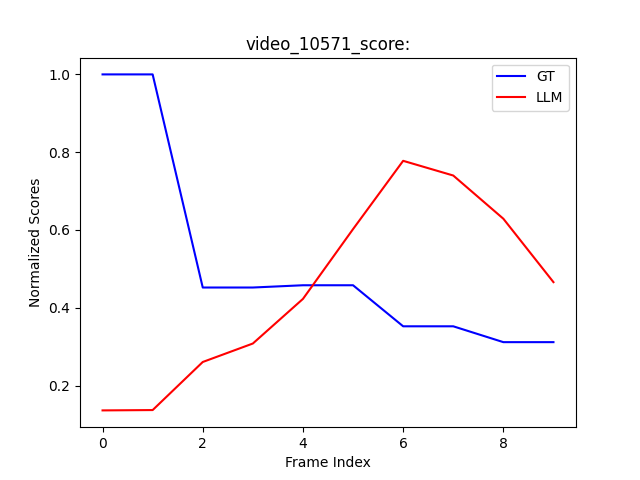 video_10571_score:
GT
LLM
Normalized Scores
1.0
0.8
0.6
0.4
0.2
0 2 4 6 8
Frame Index